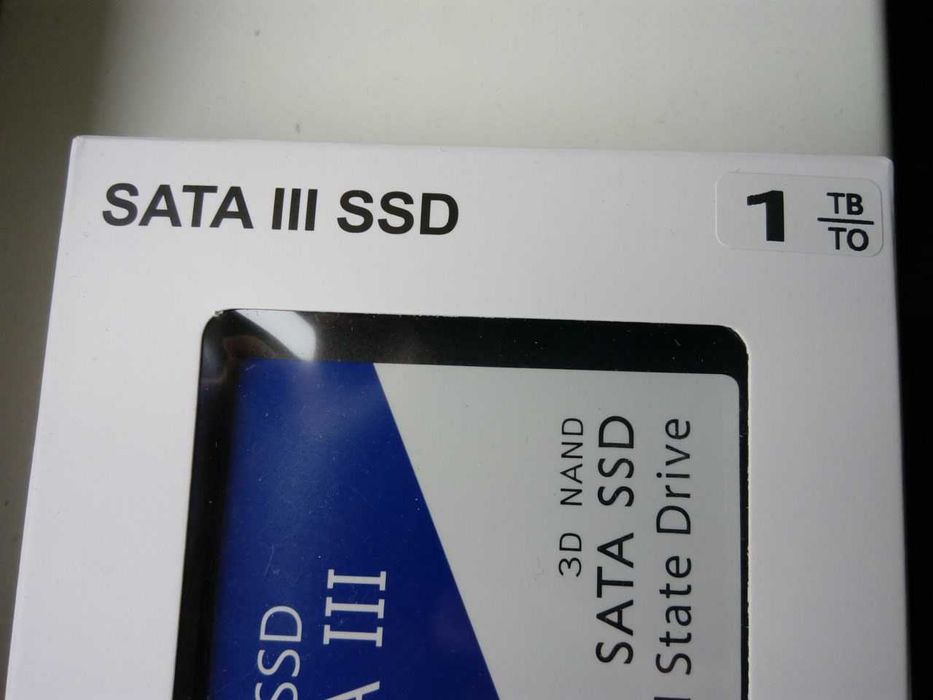 SATA III SSD
1 TB
TO
3D NAND
SATA SSD
State Drive
SSD
III